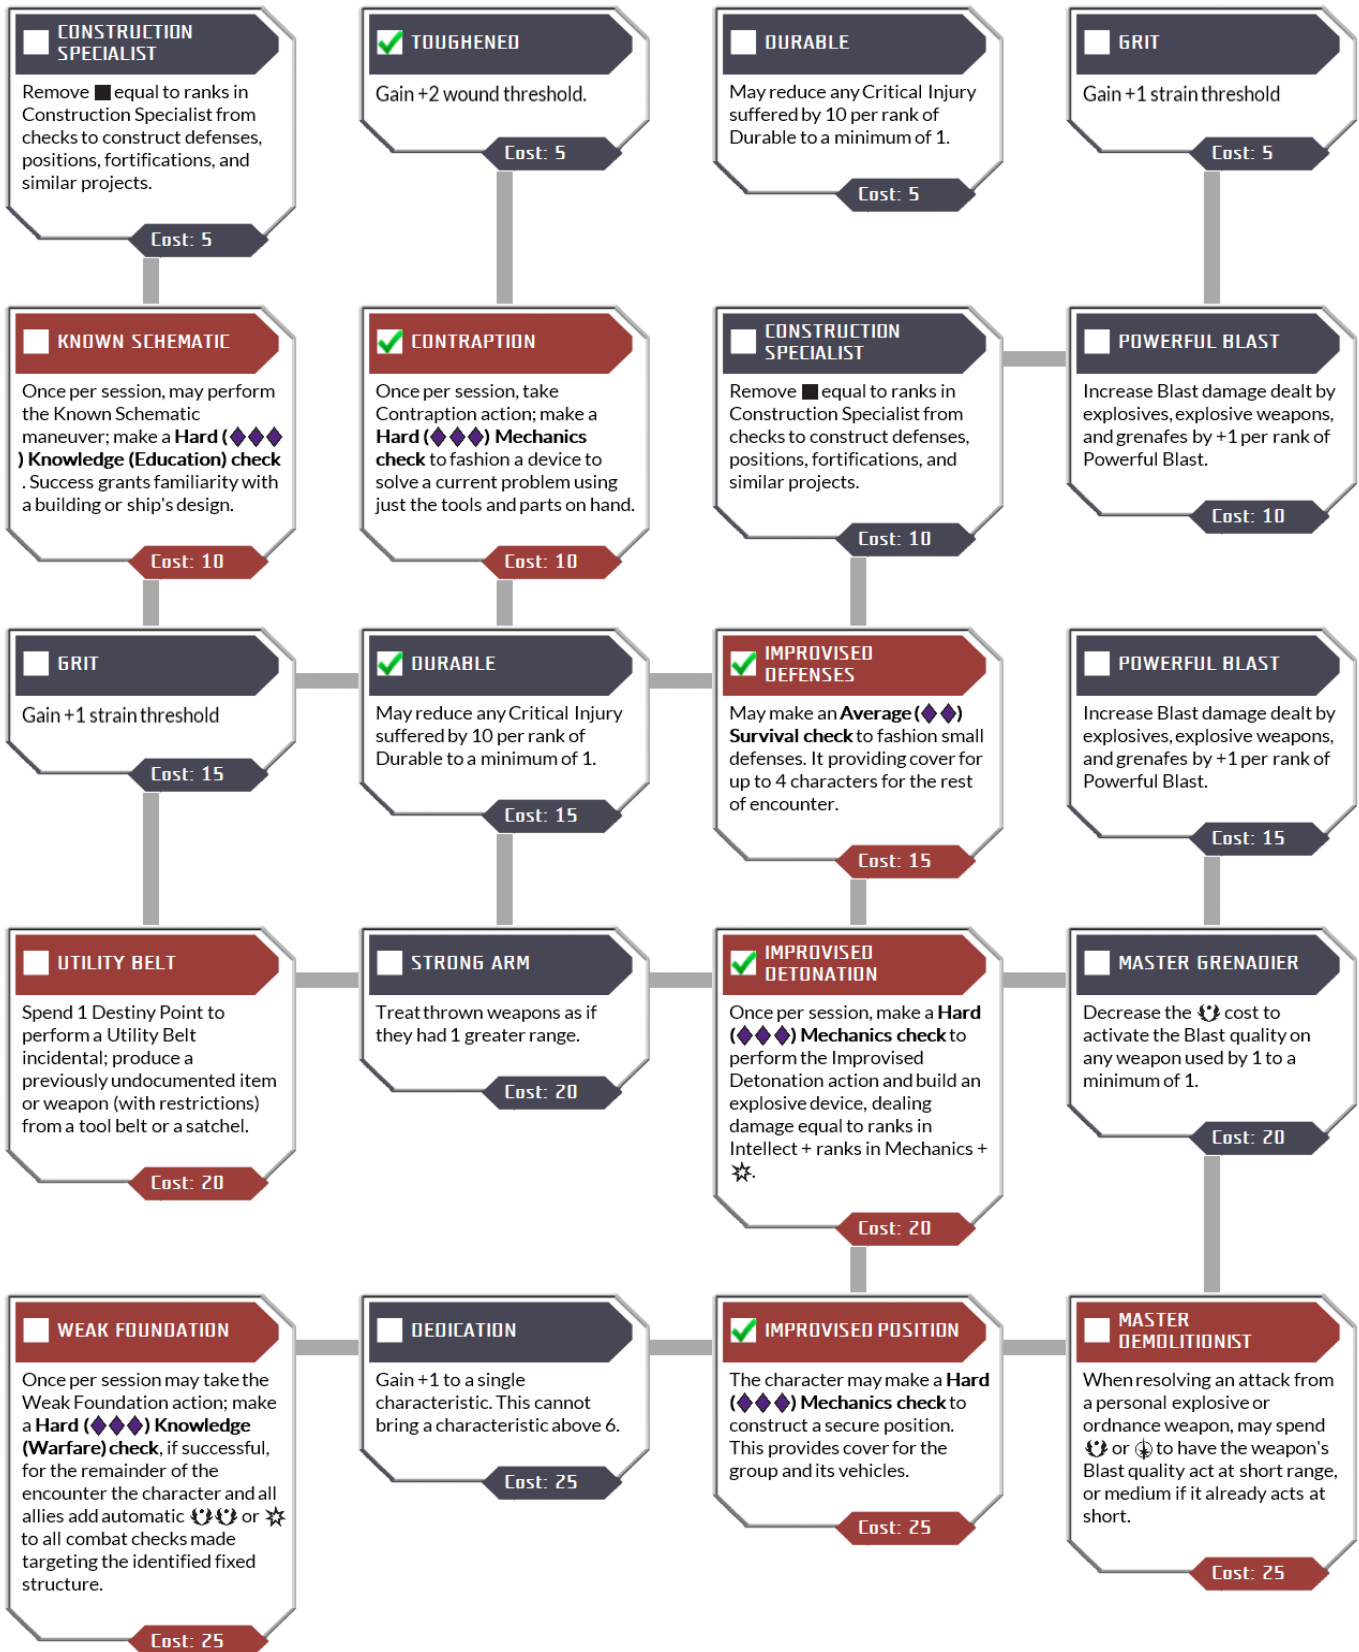 CONSTRUCTION
SPECIALIST
Remove equal to ranks in
Construction Specialist from
checks to construct defenses,
positions, fortifications, and
similar projects.
Cost: 5
TOUGHENED
Gain +2 wound threshold.
Cost: 5
DURABLE
May reduce any Critical Injury
suffered by 10 per rank of
Durable to a minimum of 1.
Cost: 5
GRIT
Gain +1 strain threshold
Cost: 5
KNOWN SCHEMATIC
Once per session, may perform
the Known Schematic
maneuver; make a Hard (
) Knowledge (Education) check
. Success grants familiarity with
a building or ship's design.
Cost: 10
CONTRAPTION
Once per session, take
Contraption action; make a
Hard ( ) Mechanics
check to fashion a device to
solve a current problem using
just the tools and parts on hand.
Cost: 10
CONSTRUCTION
SPECIALIST
Remove equal to ranks in
Construction Specialist from
checks to construct defenses,
positions, fortifications, and
similar projects.
Cost: 10
POWERFUL BLAST
Increase Blast damage dealt by
explosives, explosive weapons,
and grenafes by +1 per rank of
Powerful Blast.
Cost: 10
GRIT
Gain +1 strain threshold
Cost: 15
DURABLE
May reduce any Critical Injury
suffered by 10 per rank of
Durable to a minimum of 1.
Cost: 15
IMPROVISED
DEFENSES
May make an Average ( )
Survival check to fashion small
defenses. It providing cover for
up to 4 characters for the rest
of encounter.
Cost: 15
POWERFUL BLAST
Increase Blast damage dealt by
explosives, explosive weapons,
and grenafes by +1 per rank of
Powerful Blast.
Cost: 15
UTILITY BELT
Spend 1 Destiny Point to
perform a Utility Belt
incidental; produce a
previously undocumented item
or weapon (with restrictions)
from a tool belt or a satchel.
Cost: 20
STRONG ARM
Treat thrown weapons as if
they had 1 greater range.
Cost: 20
IMPROVISED
DETONATION
Once per session, make a Hard
( ) Mechanics check to
perform the Improvised
Detonation action and build an
explosive device, dealing
damage equal to ranks in
Intellect + ranks in Mechanics +
.
Cost: 20
MASTER GRENADIER
Decrease the cost to
activate the Blast quality on
any weapon used by 1 to a
minimum of 1.
Cost: 20
WEAK FOUNDATION
Once per session may take the
Weak Foundation action; make
a Hard ( ) Knowledge
(Warfare) check, if successful,
for the remainder of the
encounter the character and all
allies add automatic or
to all combat checks made
targeting the identified fixed
structure.
Cost: 25
DEDICATION
Gain +1 to a single
characteristic. This cannot
bring a characteristic above 6.
Cost: 25
IMPROVISED POSITION
The character may make a Hard
( ) Mechanics check to
construct a secure position.
This provides cover for the
group and its vehicles.
Cost: 25
MASTER
DEMOLITIONIST
When resolving an attack from
a personal explosive or
ordnance weapon, may spend
or to have the weapon's
Blast quality act at short range,
or medium if it already acts at
short.
Cost: 25